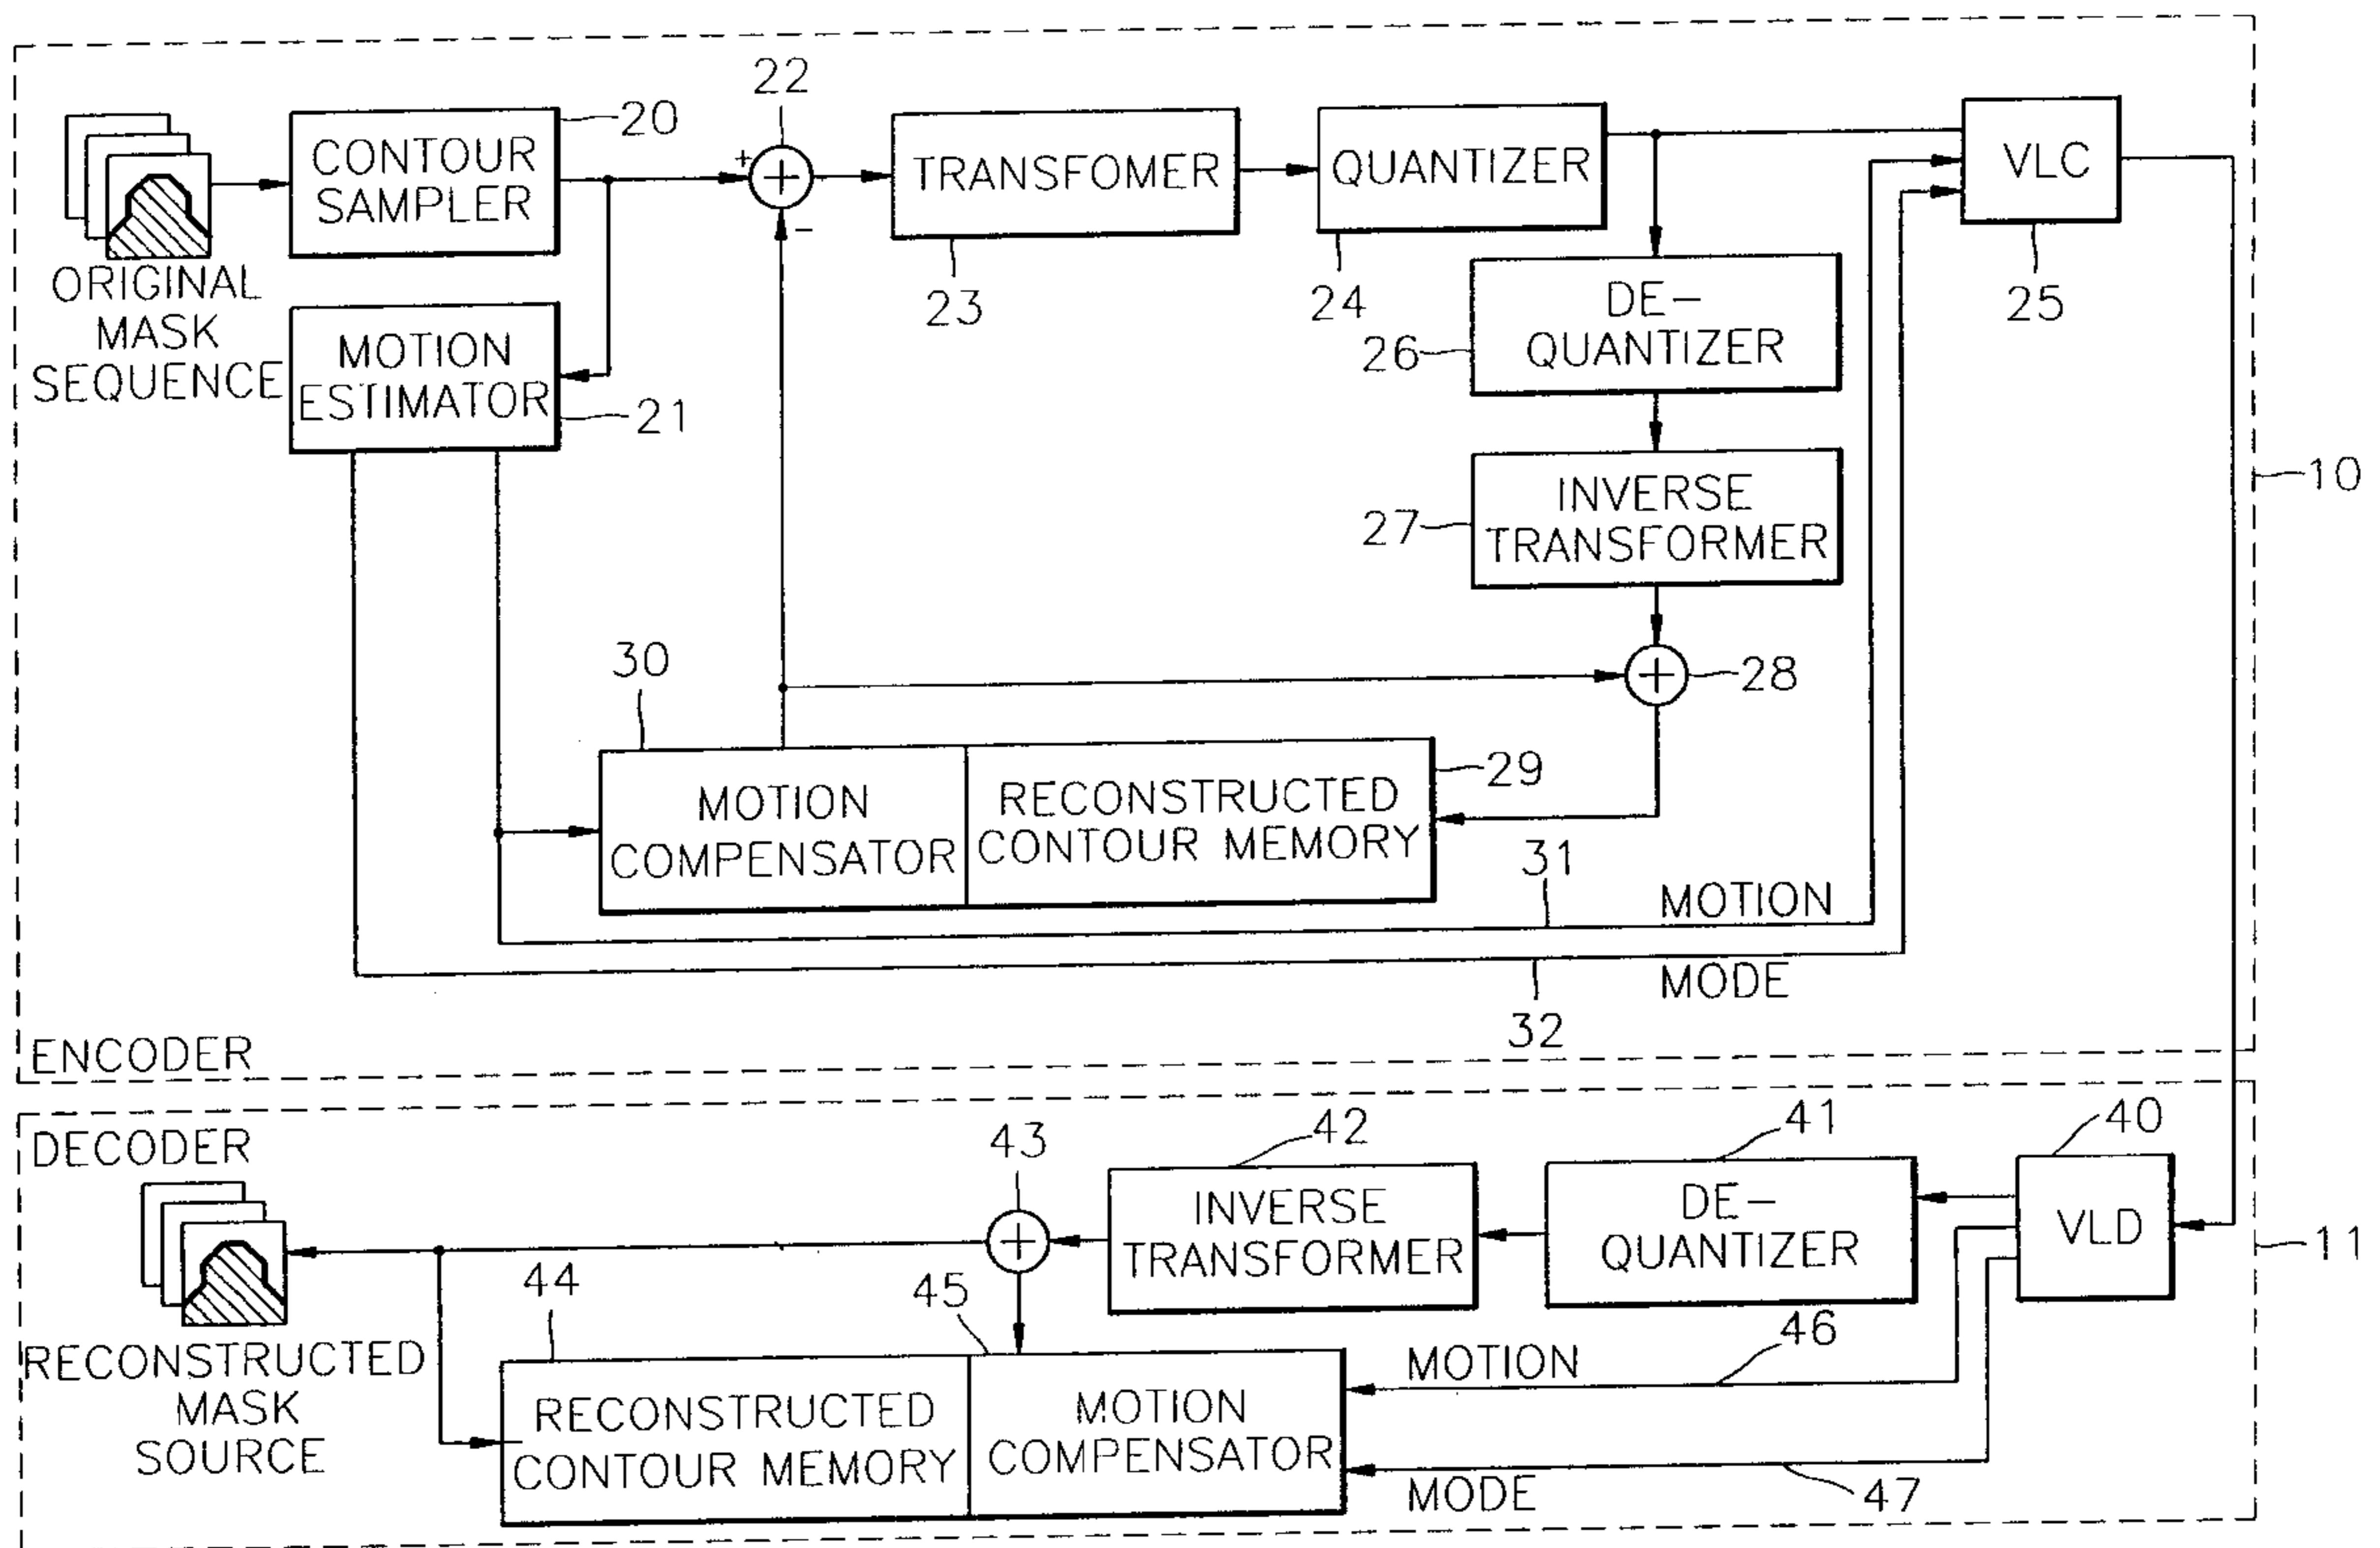 22
20
CONTOUR
SAMPLER
+
-
TRANSFOMER
23
QUANTIZER
24
VLC
25
ORIGINAL
MASK
SEQUENCE
MOTION
ESTIMATOR
21
DE-
QUANTIZER
26
INVERSE
TRANSFORMER
27
10
28
30
MOTION
COMPENSATOR
RECONSTRUCTED
CONTOUR MEMORY
29
31
MOTION
MODE
32
ENCODER
DECODER
43
42
41
40
INVERSE
TRANSFORMER
DE-
QUANTIZER
VLD
11
44
45
46
RECONSTRUCTED
MASK
SOURCE
RECONSTRUCTED
CONTOUR MEMORY
MOTION
COMPENSATOR
MOTION
MODE
47